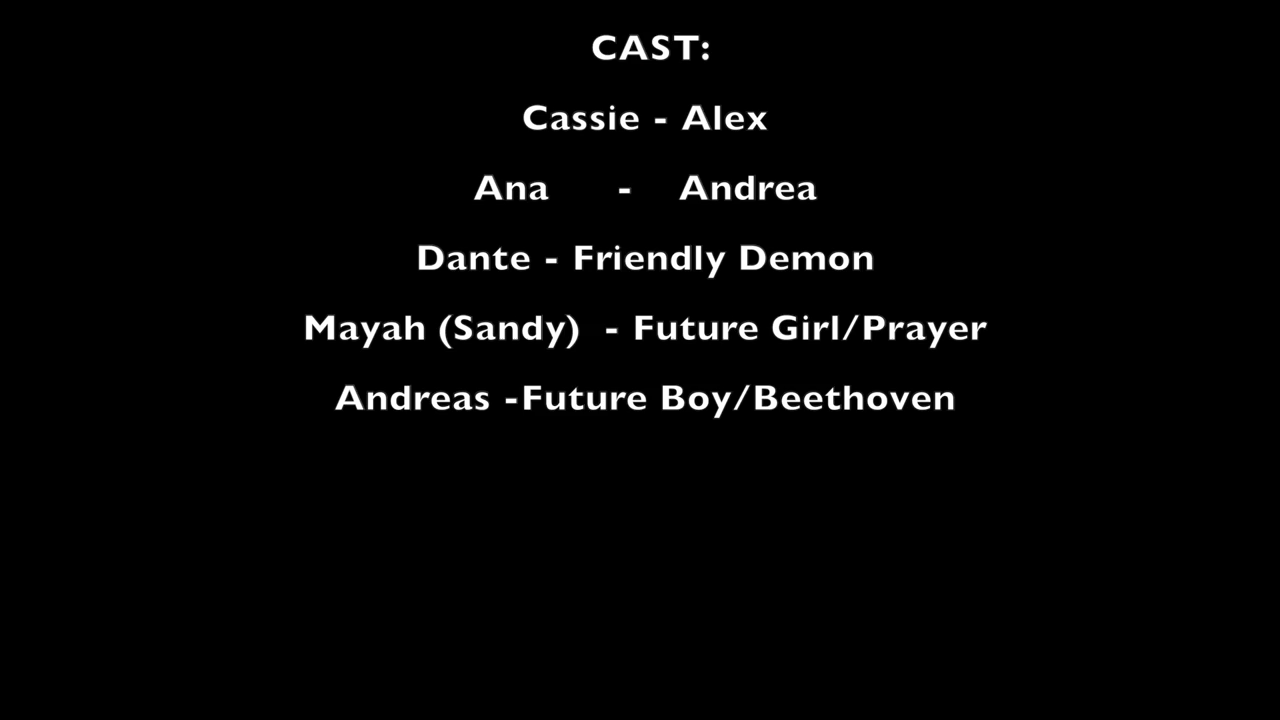 CAST:
Cassie - Alex
Ana - Andrea
Dante - Friendly Demon
Mayah (Sandy) - Future Girl/Prayer
Andreas -Future Boy/Beethoven